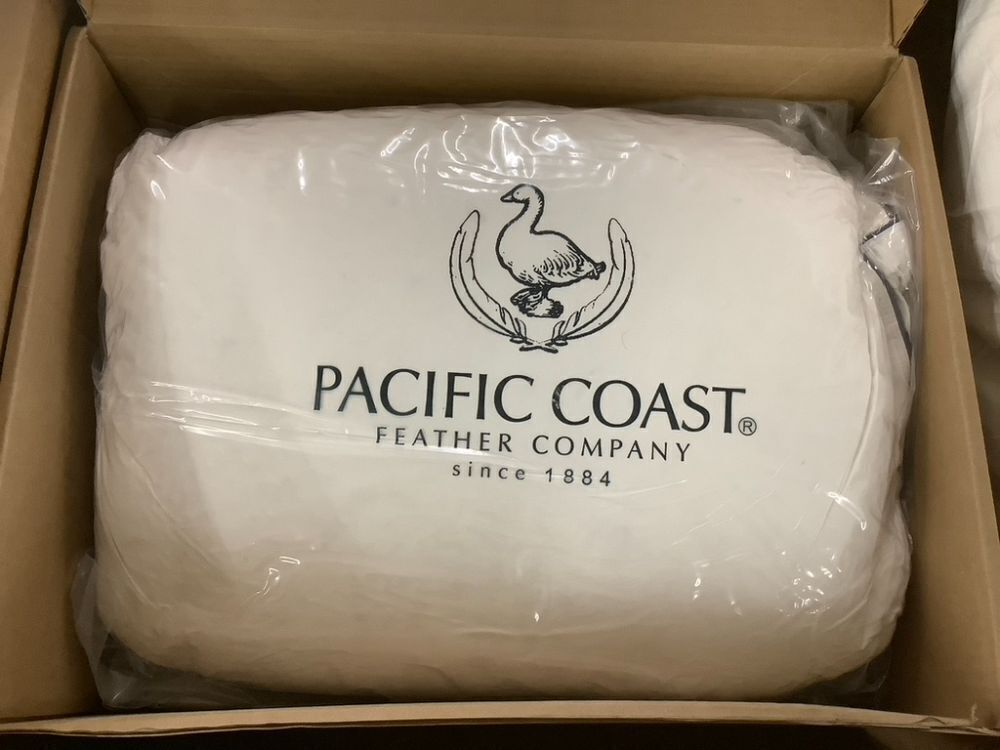 PACIFIC COAST®
FEATHER COMPANY
since 1884